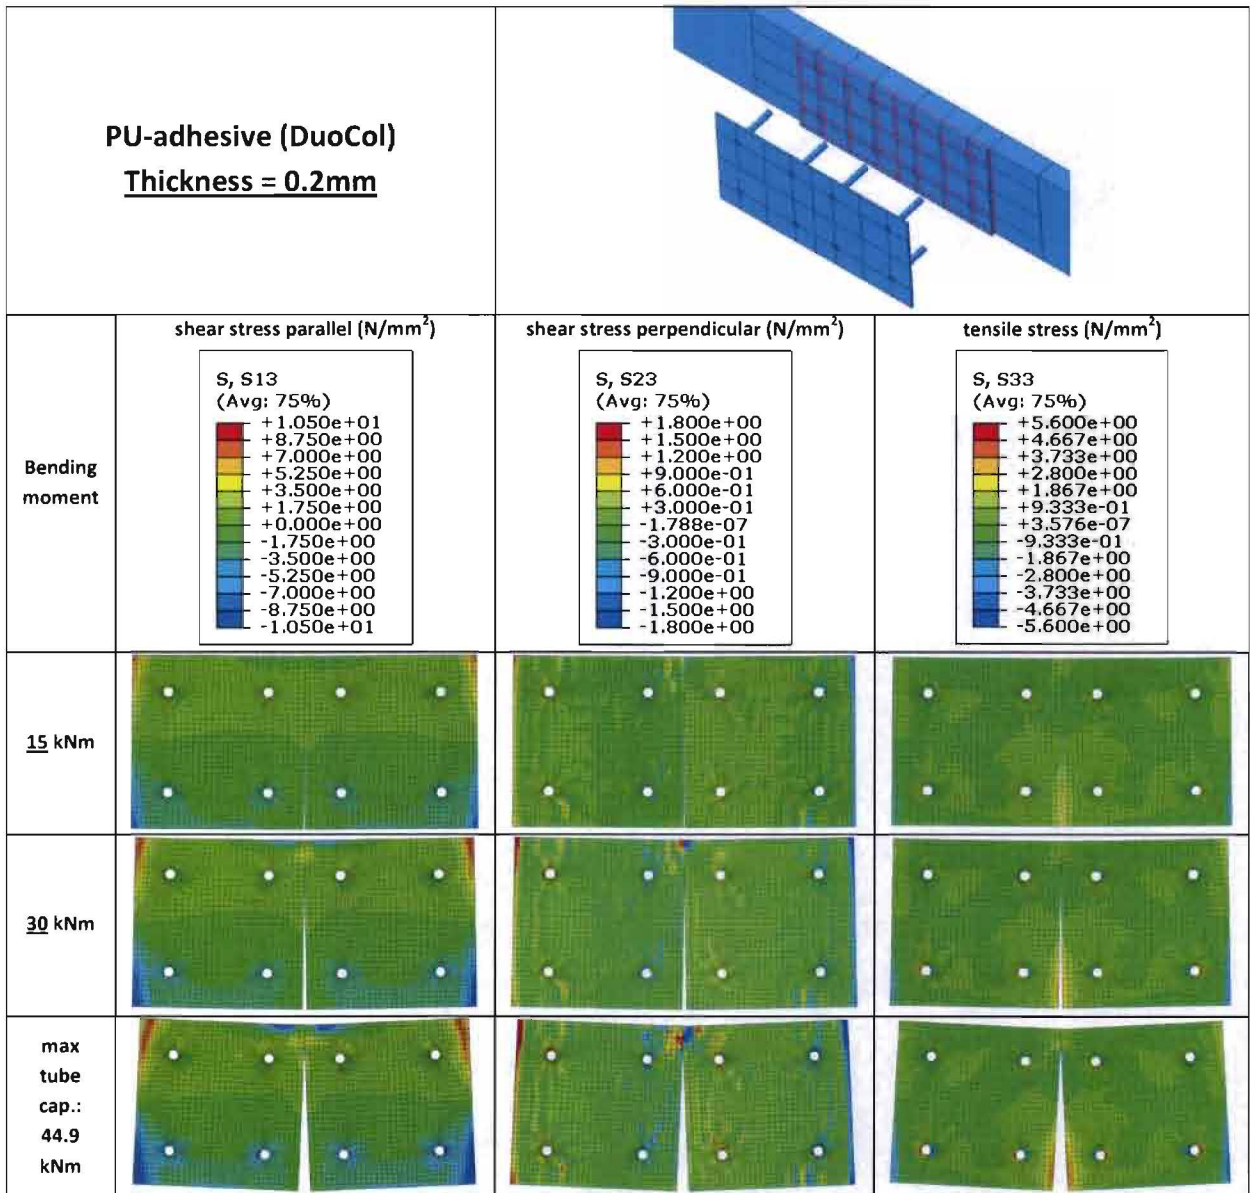 PU-adhesive (DuoCol)
Thickness = 0.2mm
Bending
moment
shear stress parallel (N/mm²)
S, S13
(Avg: 75%)
+1.050e+01
+8.750e+00
+7.000e+00
+5.250e+00
+3.500e+00
+1.750e+00
+0.000e+00
-1.750e+00
-3.500e+00
-5.250e+00
-7.000e+00
-8.750e+00
-1.050e+01
shear stress perpendicular (N/mm²)
S, S23
(Avg: 75%)
+1.800e+00
+1.500e+00
+1.200e+00
+9.000e-01
+6.000e-01
+3.000e-01
-1.788e-07
-3.000e-01
-6.000e-01
-9.000e-01
-1.200e+00
-1.500e+00
-1.800e+00
tensile stress (N/mm²)
S, S33
(Avg: 75%)
+5.600e+00
+4.667e+00
+3.733e+00
+2.800e+00
+1.867e+00
+9.333e-01
+3.576e-07
-9.333e-01
-1.867e+00
-2.800e+00
-3.733e+00
-4.667e+00
-5.600e+00
15 kNm
30 kNm
max
tube
cap.:
44.9
kNm